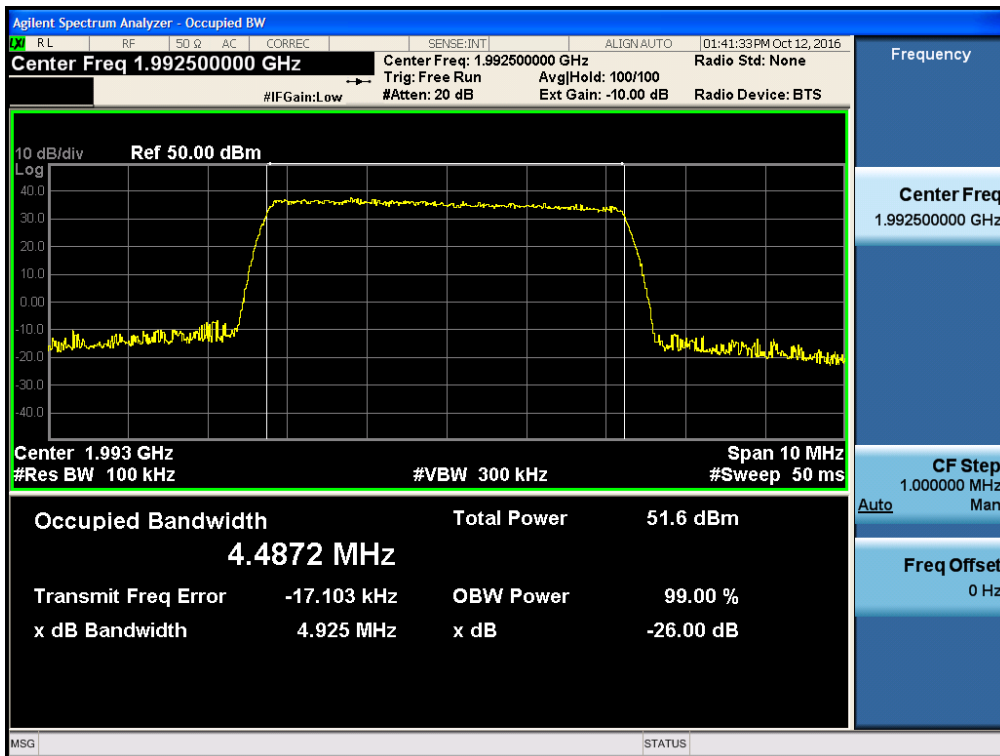 Agilent Spectrum Analyzer - Occupied BW
LXI RL RF 50 Ω AC CORREC SENSE:INT ALIGN AUTO 01:41:33 PM Oct 12, 2016
Center Freq 1.992500000 GHz
Center Freq: 1.992500000 GHz Radio Std: None
Trig: Free Run Avg|Hold: 100/100
#IFGain:Low #Atten: 20 dB Ext Gain: -10.00 dB Radio Device: BTS
10 dB/div Ref 50.00 dBm
Log
40.0
30.0
20.0
10.0
0.00
-10.0
-20.0
-30.0
-40.0
Center 1.993 GHz Span 10 MHz
#Res BW 100 kHz #VBW 300 kHz #Sweep 50 ms
Occupied Bandwidth Total Power 51.6 dBm
4.4872 MHz
Transmit Freq Error -17.103 kHz OBW Power 99.00 %
x dB Bandwidth 4.925 MHz x dB -26.00 dB
MSG STATUS
Frequency
Center Freq
1.992500000 GHz
CF Step
1.000000 MHz
Auto Man
Freq Offset
0 Hz